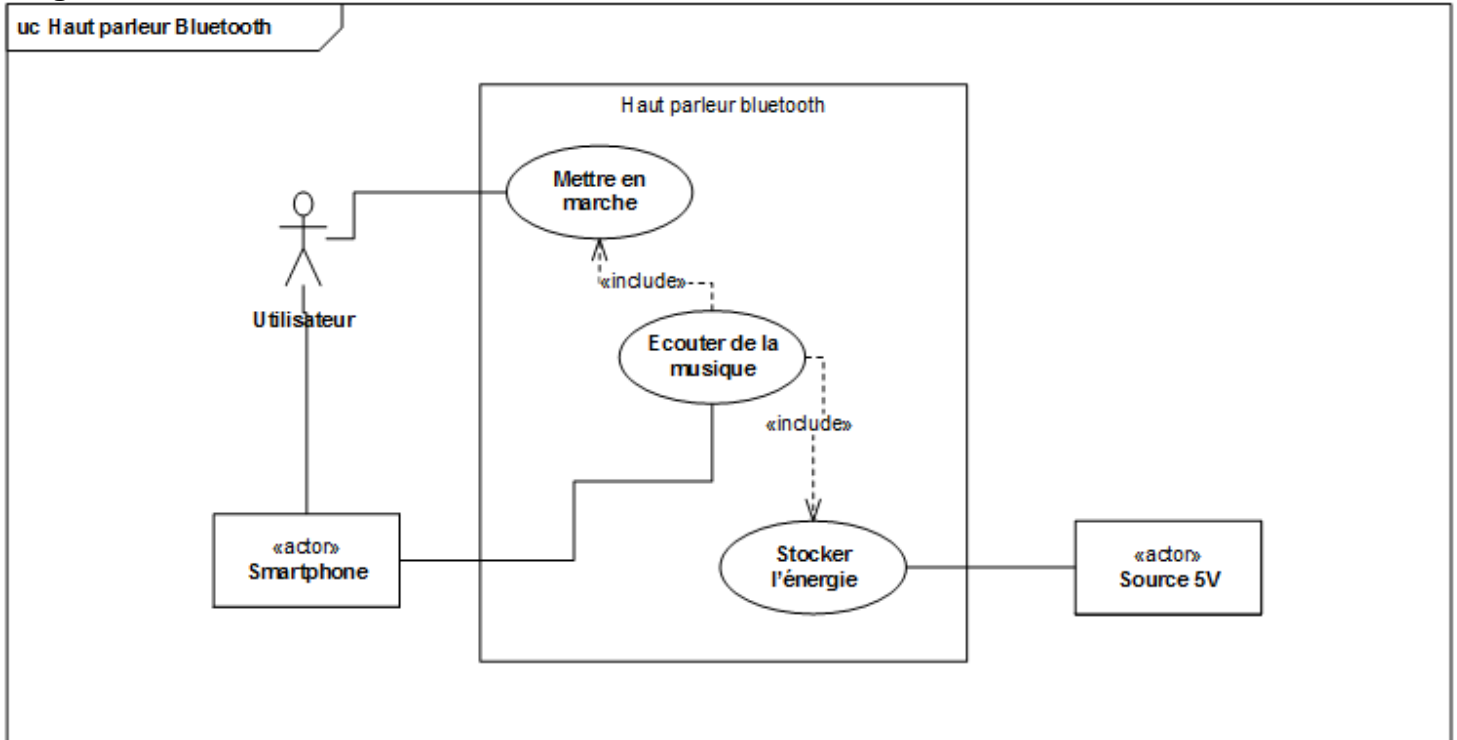 uc Haut parleur Bluetooth
Haut parleur bluetooth
Mettre en
marche
«include»
Utilisateur
Ecouter de la
musique
«include»
«actor»
Smartphone
Stocker
l'énergie
«actor»
Source 5V